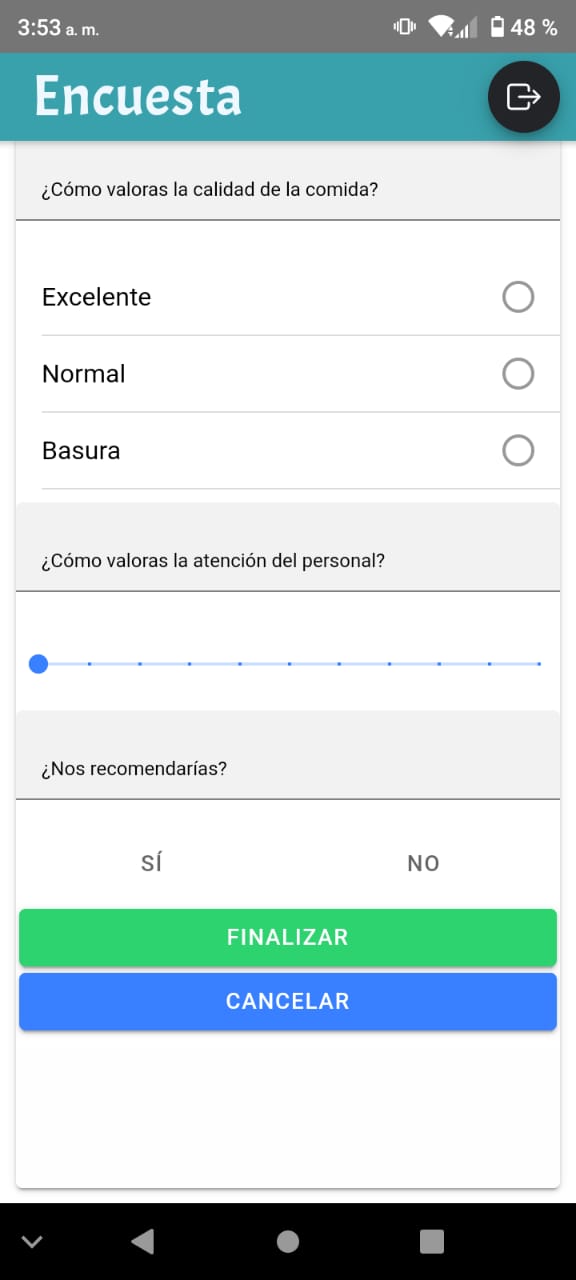 3:53 a. m.
48 %
Encuesta
¿Cómo valoras la calidad de la comida?
Excelente
Normal
Basura
¿Cómo valoras la atención del personal?
¿Nos recomendarías?
SÍ
NO
FINALIZAR
CANCELAR